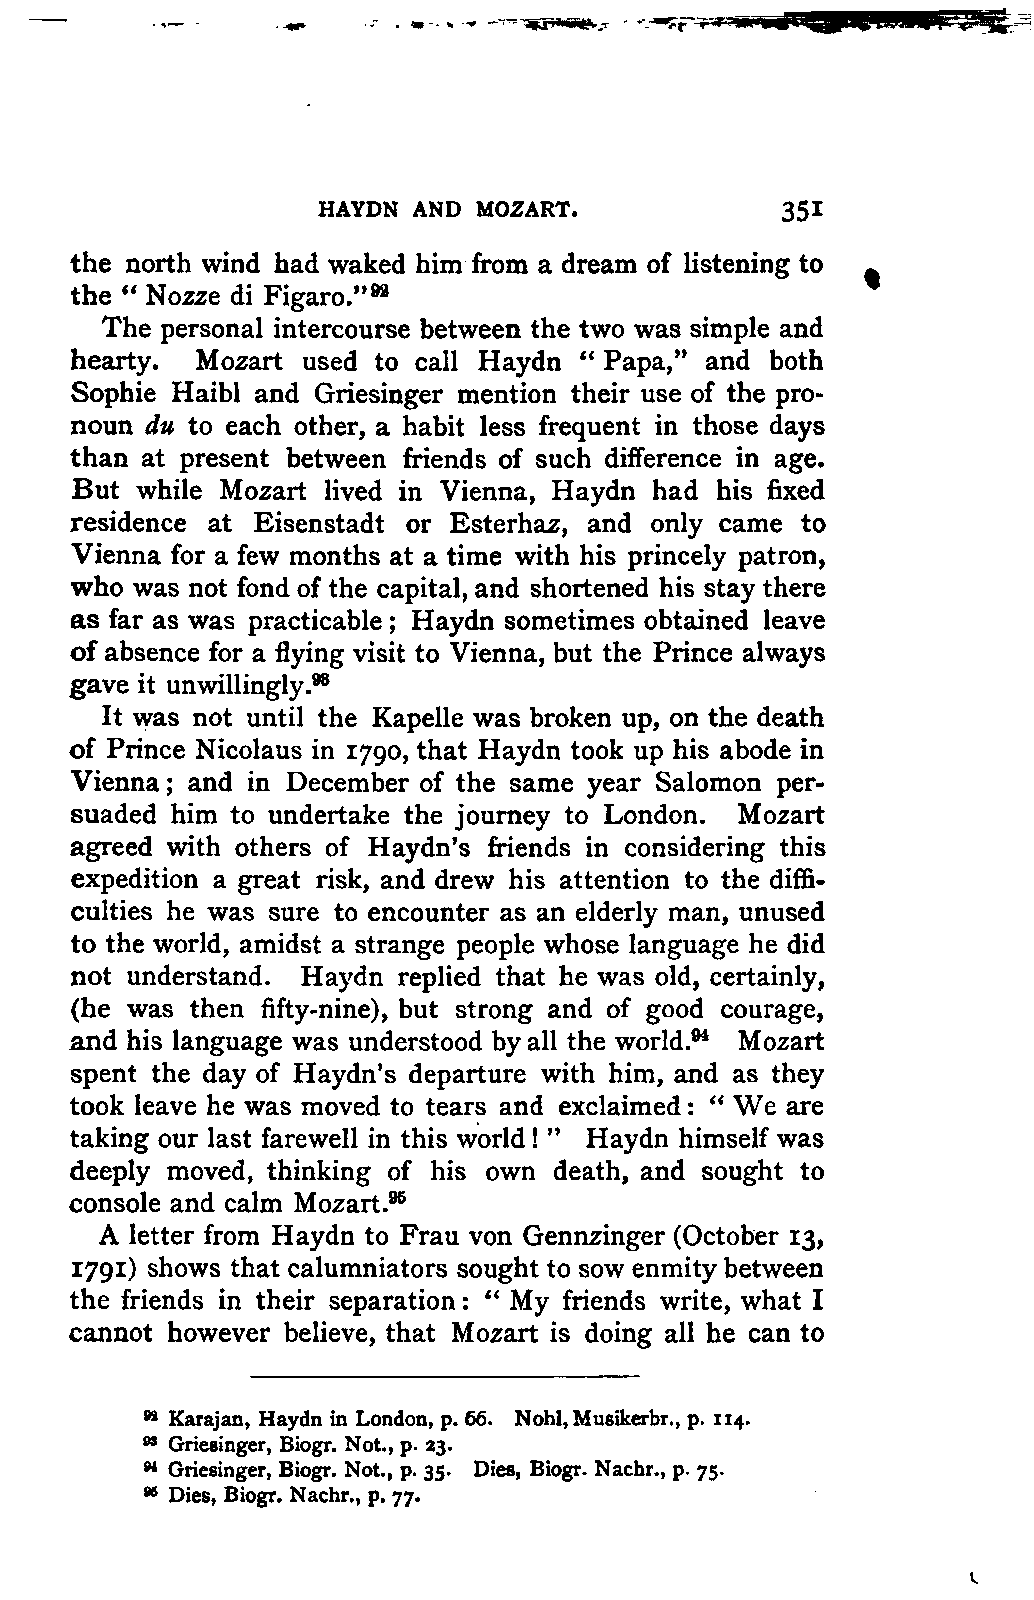 HAYDN AND MOZART. 351
the north wind had waked him from a dream of listening to
the “ Nozze di Figaro.”⁹²
The personal intercourse between the two was simple and
hearty. Mozart used to call Haydn “ Papa,” and both
Sophie Haibl and Griesinger mention their use of the pro-
noun du to each other, a habit less frequent in those days
than at present between friends of such difference in age.
But while Mozart lived in Vienna, Haydn had his fixed
residence at Eisenstadt or Esterhaz, and only came to
Vienna for a few months at a time with his princely patron,
who was not fond of the capital, and shortened his stay there
as far as was practicable ; Haydn sometimes obtained leave
of absence for a flying visit to Vienna, but the Prince always
gave it unwillingly.⁹³
It was not until the Kapelle was broken up, on the death
of Prince Nicolaus in 1790, that Haydn took up his abode in
Vienna ; and in December of the same year Salomon per-
suaded him to undertake the journey to London. Mozart
agreed with others of Haydn's friends in considering this
expedition a great risk, and drew his attention to the diffi-
culties he was sure to encounter as an elderly man, unused
to the world, amidst a strange people whose language he did
not understand. Haydn replied that he was old, certainly,
(he was then fifty-nine), but strong and of good courage,
and his language was understood by all the world.⁹⁴ Mozart
spent the day of Haydn's departure with him, and as they
took leave he was moved to tears and exclaimed : “ We are
taking our last farewell in this world ! ” Haydn himself was
deeply moved, thinking of his own death, and sought to
console and calm Mozart.⁹⁵
A letter from Haydn to Frau von Gennzinger (October 13,
1791) shows that calumniators sought to sow enmity between
the friends in their separation : “ My friends write, what I
cannot however believe, that Mozart is doing all he can to
⁹² Karajan, Haydn in London, p. 66. Nohl, Musikerbr., p. 114.
⁹³ Griesinger, Biogr. Not., p. 23.
⁹⁴ Griesinger, Biogr. Not., p. 35. Dies, Biogr. Nachr., p. 75.
⁹⁵ Dies, Biogr. Nachr., p. 77.